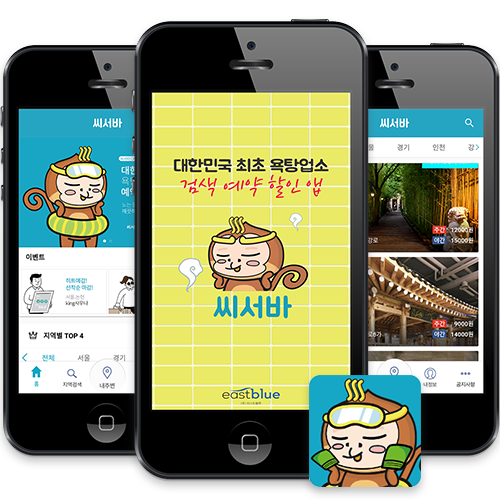 씨서바
대한
욕
예약
이벤트
히트예감!
선착순 마감!
서울 논현
king사우나
지역별 TOP 4
전체 서울 경기
홈
지역검색
내주변
대한민국 최초 욕탕업소
검색 예약 할인 앱
씨서바
eastblue
씨서바
울 경기 인천 강
주간 12000원
야간 15000원
주간 9000원
야간 14000원
내정보
공지사항